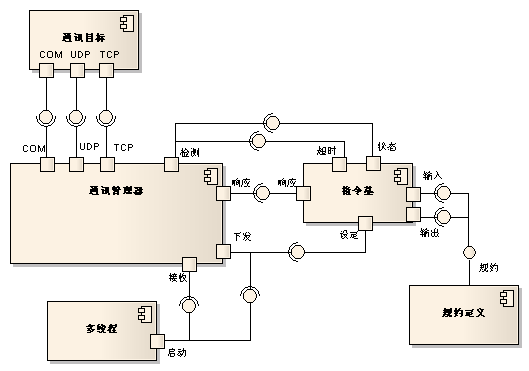 通讯目标
COM UDP TCP
COM UDP TCP 检测
超时 状态
通讯管理器
响应 响应
指令基
输入
输出
下发 设定
接收
规约
多线程
启动
规约定义